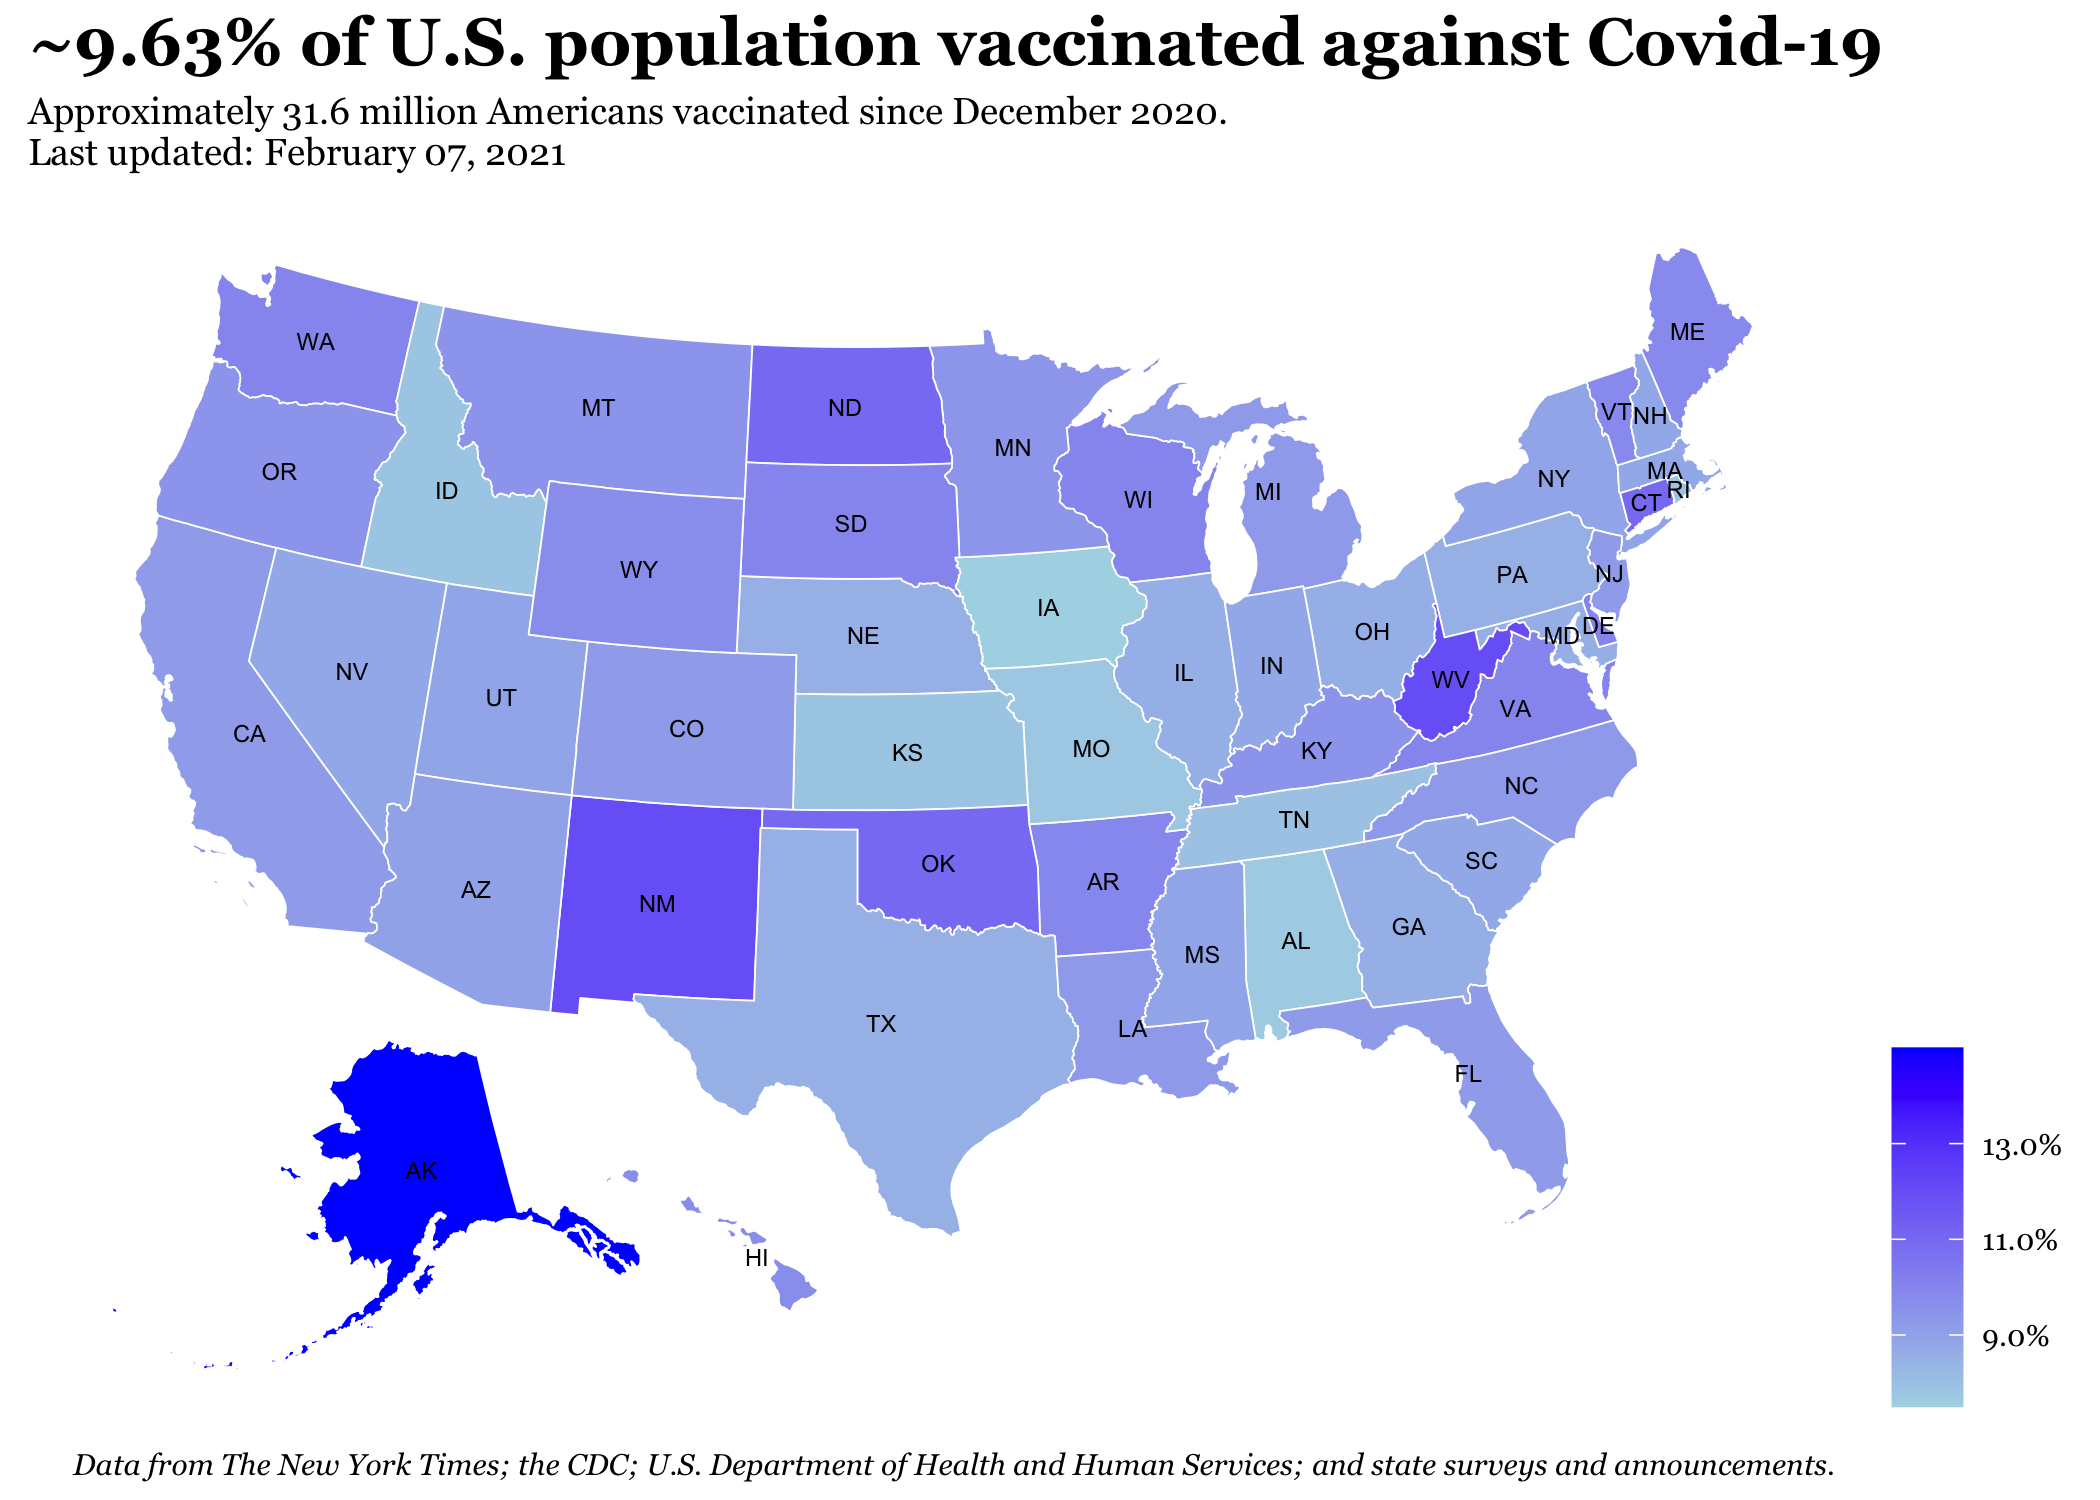 ~9.63% of U.S. population vaccinated against Covid-19
Approximately 31.6 million Americans vaccinated since December 2020.
Last updated: February 07, 2021
ME
WA
MT
ND
VT
NH
MN
OR
MA
NY
ID
RI
WI
MI
CT
SD
WY
PA
NJ
IA
DE
OH
MD
NE
IN
NV
IL
WV
UT
VA
CO
CA
MO
KY
KS
NC
TN
SC
OK
AR
AZ
NM
GA
AL
MS
TX
LA
FL
13.0%
AK
11.0%
HI
9.0%
Data from The New York Times; the CDC; U.S. Department of Health and Human Services; and state surveys and announcements.